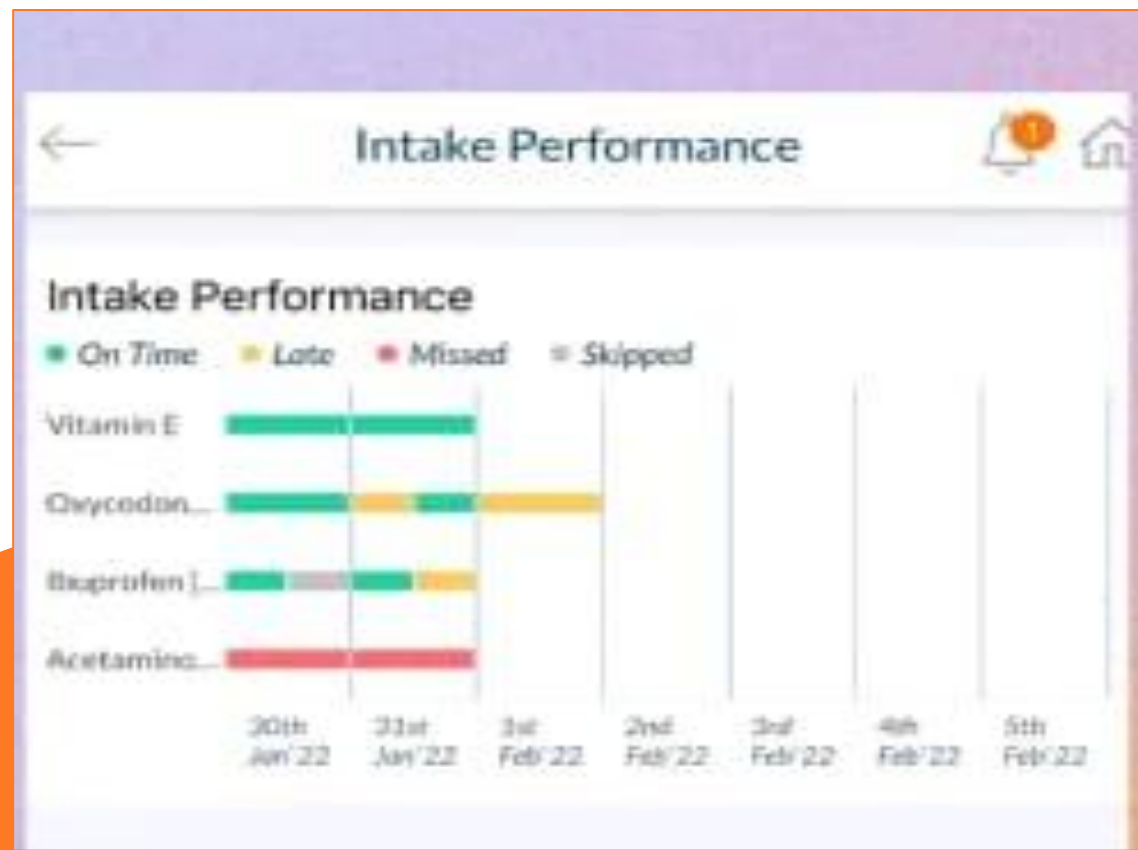 1
Intake Performance
Intake Performance
On Time Late Missed Skipped
Vitamin E
Oxycodon...
Ibuprofen [...
Acetamino...
30th 31st 1st 2nd 3rd 4th 5th
Jan'22 Jan'22 Feb'22 Feb'22 Feb'22 Feb'22 Feb'22